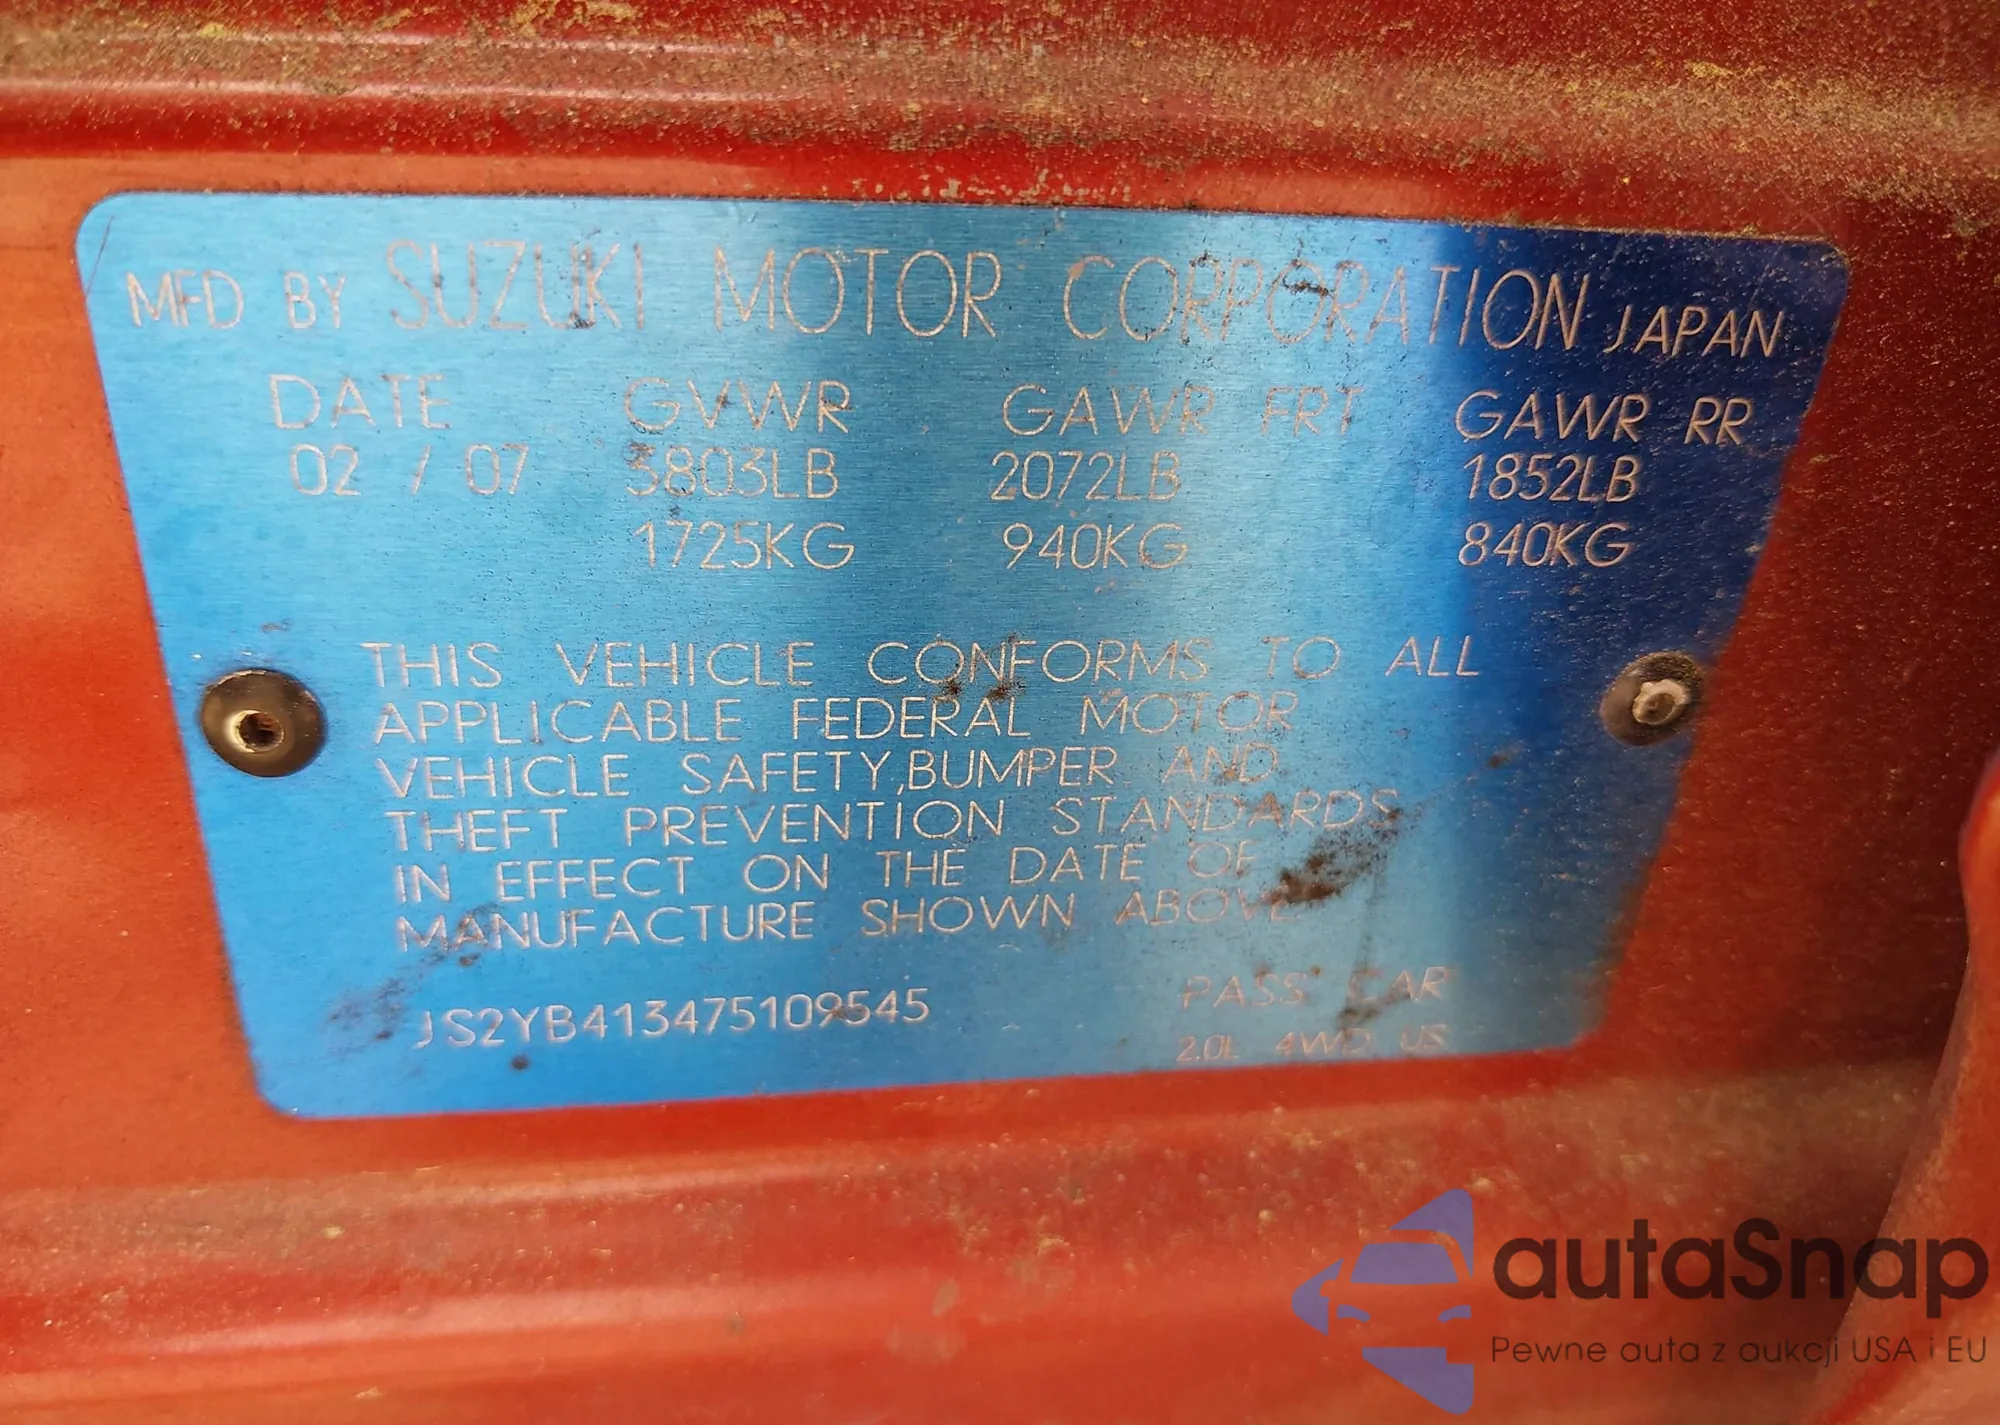 MFD BY SUZUKI MOTOR CORPORATION JAPAN
DATE GVWR GAWR FRT GAWR RR
02 / 07 3803LB 2072LB 1852LB
1725KG 940KG 840KG
THIS VEHICLE CONFORMS TO ALL
APPLICABLE FEDERAL MOTOR
VEHICLE SAFETY,BUMPER AND
THEFT PREVENTION STANDARDS
IN EFFECT ON THE DATE OF
MANUFACTURE SHOWN ABOVE.
JS2YB413475109545
PASS CAR
2.0L 4WD US
autaSnap
Pewne auta z aukcji USA i EU